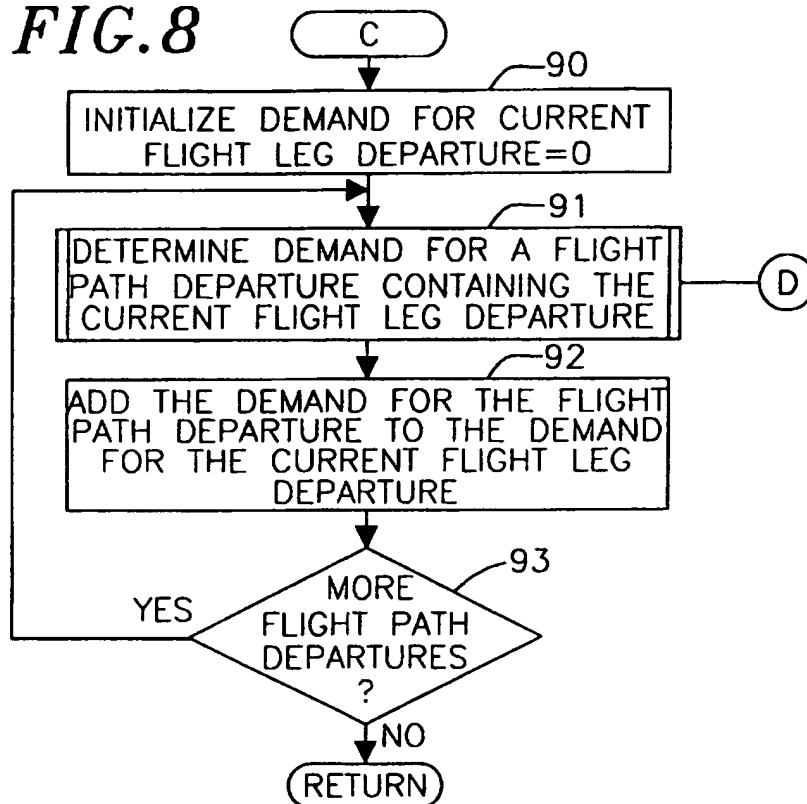 FIG. 8
C
90
INITIALIZE DEMAND FOR CURRENT
FLIGHT LEG DEPARTURE=0
91
DETERMINE DEMAND FOR A FLIGHT
PATH DEPARTURE CONTAINING THE
CURRENT FLIGHT LEG DEPARTURE
D
92
ADD THE DEMAND FOR THE FLIGHT
PATH DEPARTURE TO THE DEMAND
FOR THE CURRENT FLIGHT LEG
DEPARTURE
93
MORE
FLIGHT PATH
DEPARTURES
?
YES
NO
RETURN